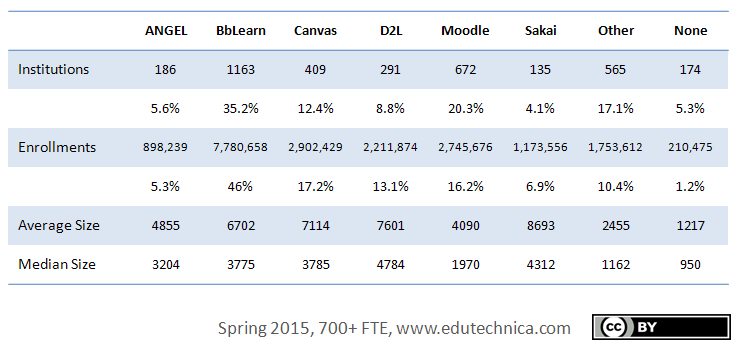 ANGEL BbLearn Canvas D2L Moodle Sakai Other None
Institutions 186 1163 409 291 672 135 565 174
5.6% 35.2% 12.4% 8.8% 20.3% 4.1% 17.1% 5.3%
Enrollments 898,239 7,780,658 2,902,429 2,211,874 2,745,676 1,173,556 1,753,612 210,475
5.3% 46% 17.2% 13.1% 16.2% 6.9% 10.4% 1.2%
Average Size 4855 6702 7114 7601 4090 8693 2455 1217
Median Size 3204 3775 3785 4784 1970 4312 1162 950
Spring 2015, 700+ FTE, www.edutechnica.com cc BY